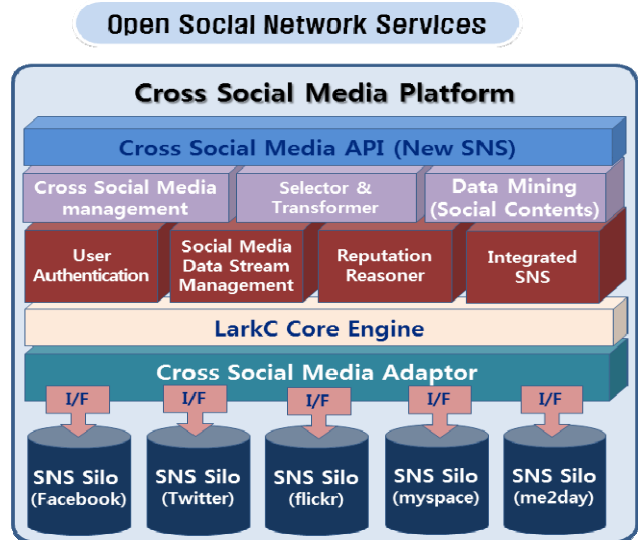 Open Social Network Services
Cross Social Media Platform
Cross Social Media API (New SNS)
Cross Social Media
management
Selector &
Transformer
Data Mining
(Social Contents)
User
Authentication
Social Media
Data Stream
Management
Reputation
Reasoner
Integrated
SNS
LarkC Core Engine
Cross Social Media Adaptor
I/F
I/F
I/F
I/F
I/F
SNS Silo
(Facebook)
SNS Silo
(Twitter)
SNS Silo
(flickr)
SNS Silo
(myspace)
SNS Silo
(me2day)